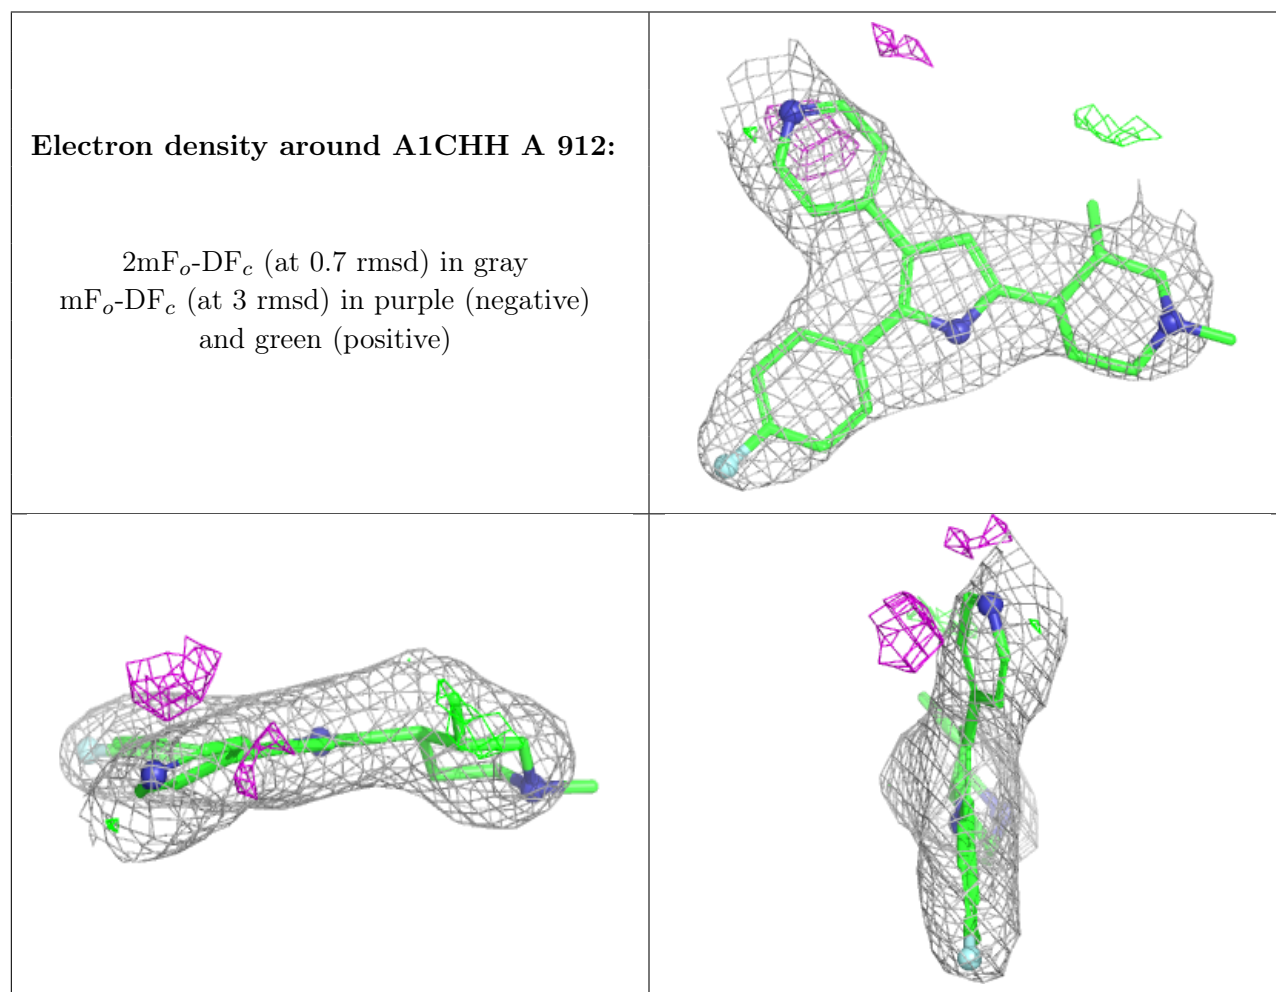 Electron density around A1CHH A 912:
2mFo-DFc (at 0.7 rmsd) in gray
mFo-DFc (at 3 rmsd) in purple (negative)
and green (positive)